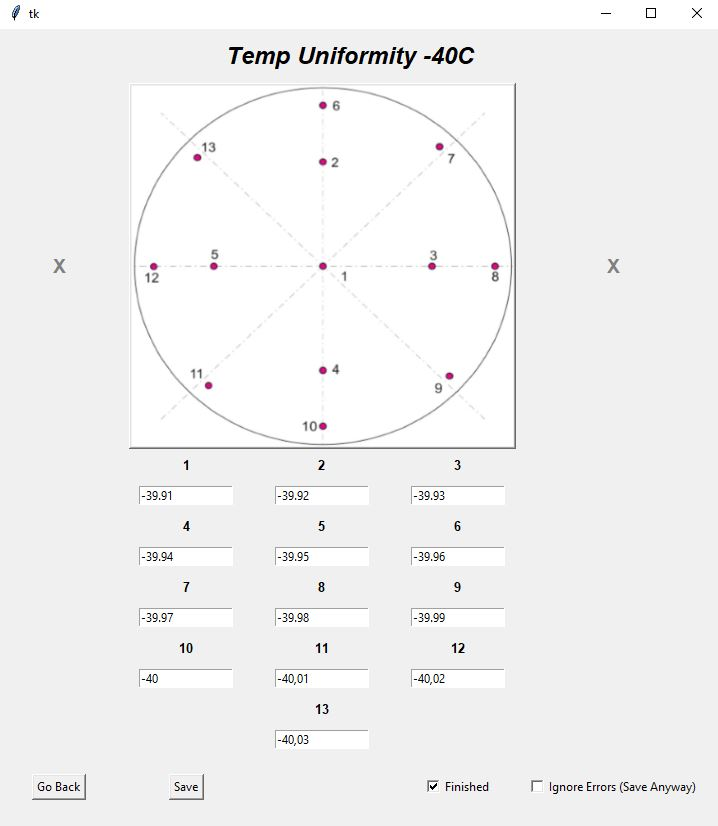 tk
Temp Uniformity -40C
6
13
7
2
5
3
X
X
12
1
8
11
4
9
10
1 2 3
-39.91 -39.92 -39.93
4 5 6
-39.94 -39.95 -39.96
7 8 9
-39.97 -39.98 -39.99
10 11 12
-40 -40,01 -40,02
13
-40,03
Go Back Save Finished Ignore Errors (Save Anyway)